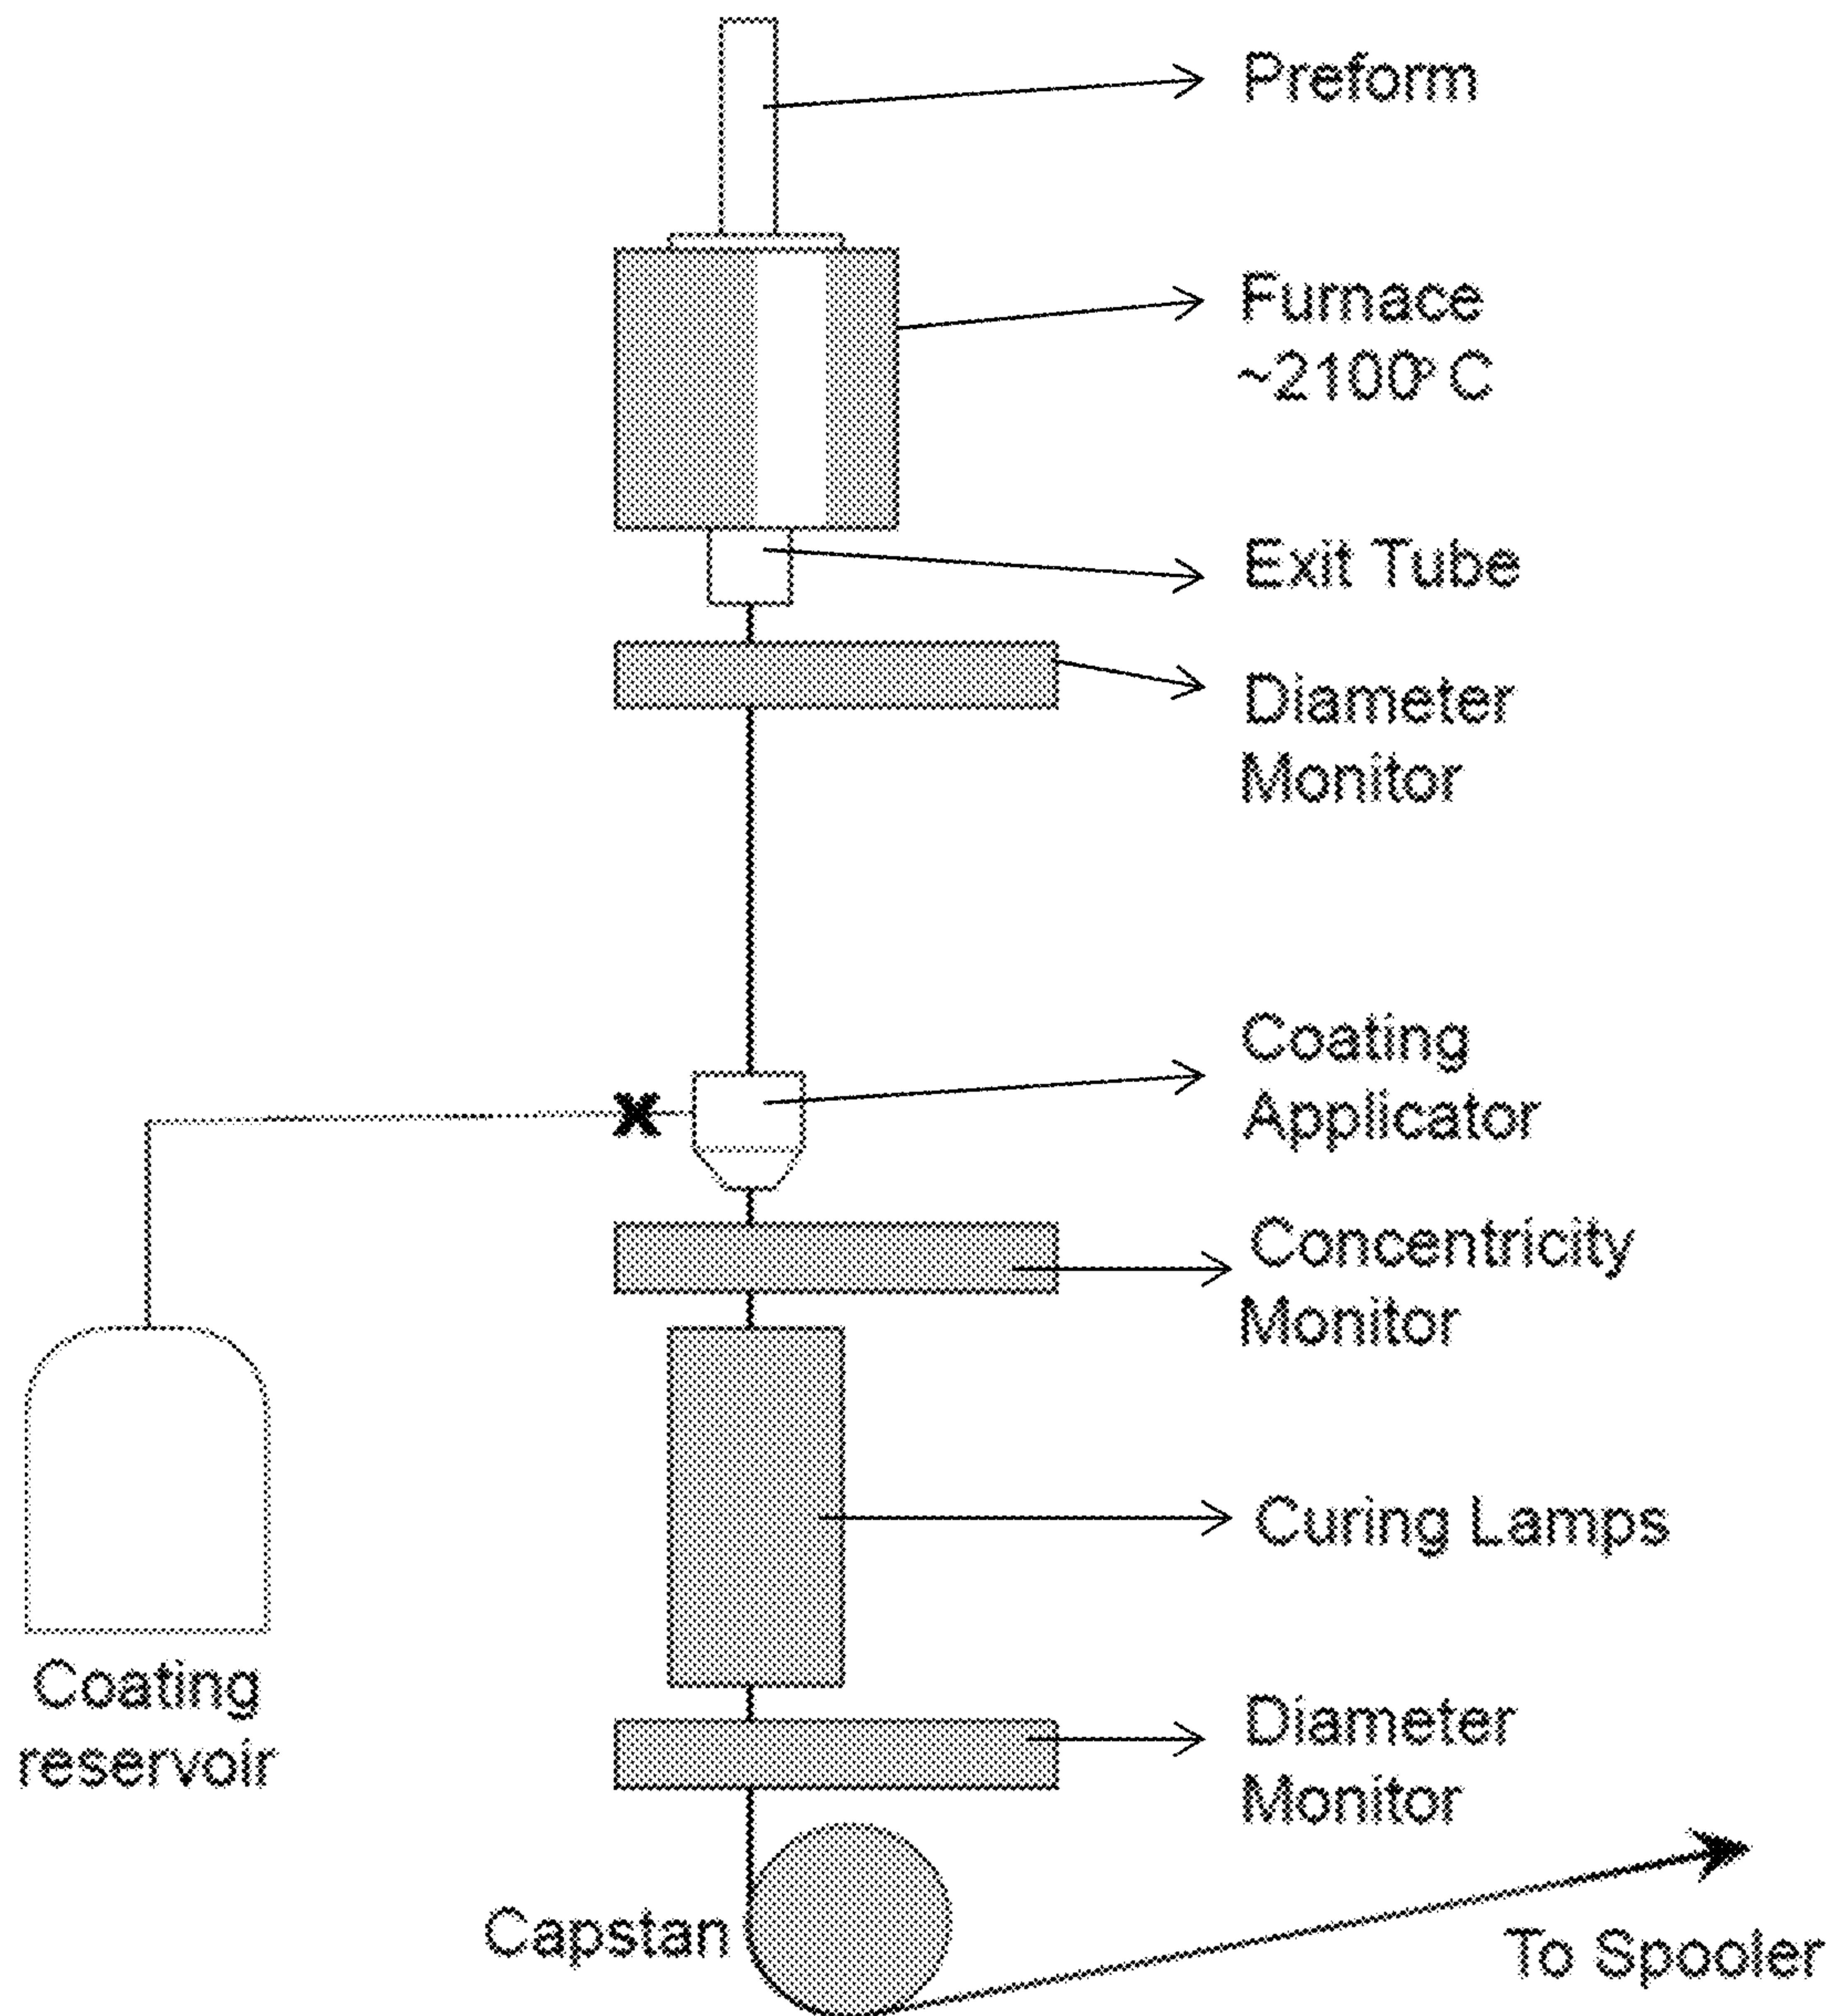 Preform
Furnace
~2100° C
Exit Tube
Diameter
Monitor
Coating
Applicator
Concentricity
Monitor
Curing Lamps
Coating
reservoir
Diameter
Monitor
Capstan
To Spooler